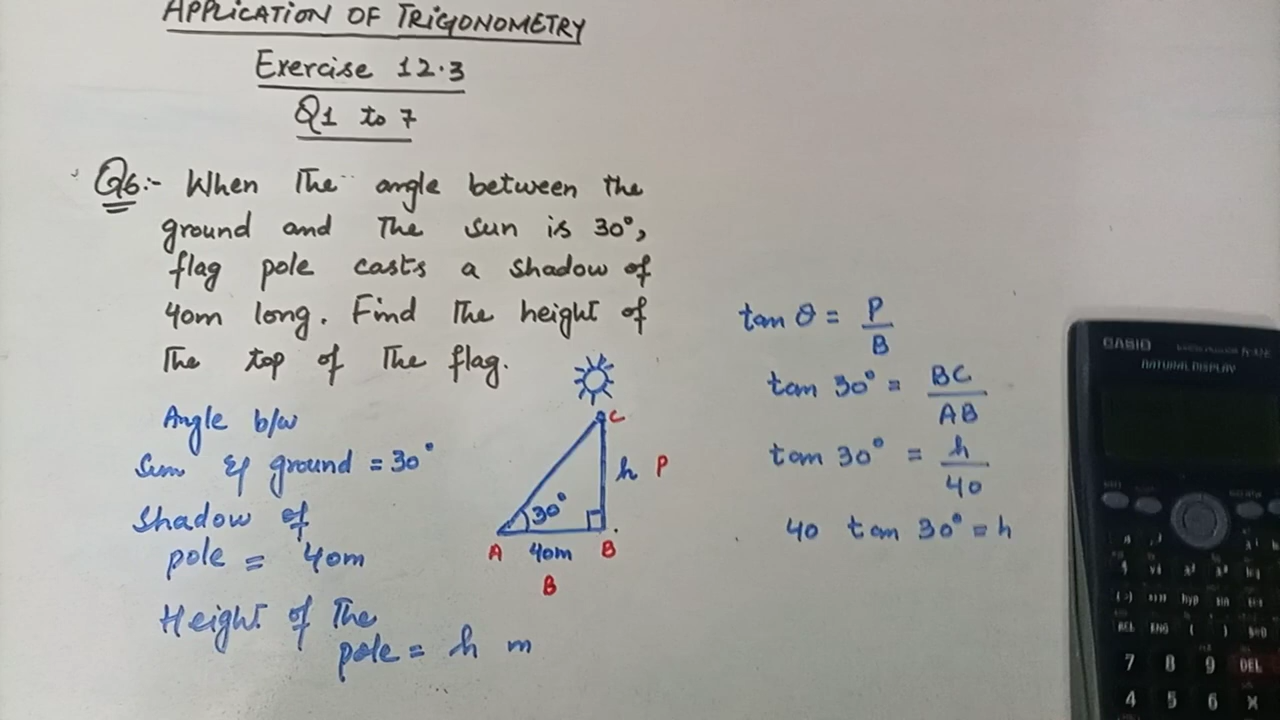 APPLICATION OF TRIGONOMETRY
Exercise 12.3
Q1 to 7
Q6:- When The angle between the
ground and The sun is 30°,
flag pole casts a shadow of
40m long. Find The height of
The top of The flag.
Angle b/w
Sun & ground = 30°
Shadow of
pole = 40m
Height of The
pole = h m
C
h P
30°
A 40m B
B
tan θ = P/B
tan 30° = BC/AB
tan 30° = h/40
40 tan 30° = h
CASIO
NATURAL DISPLAY
hyp sin
ENG ( )
7 8 9 DEL
4 5 6 X